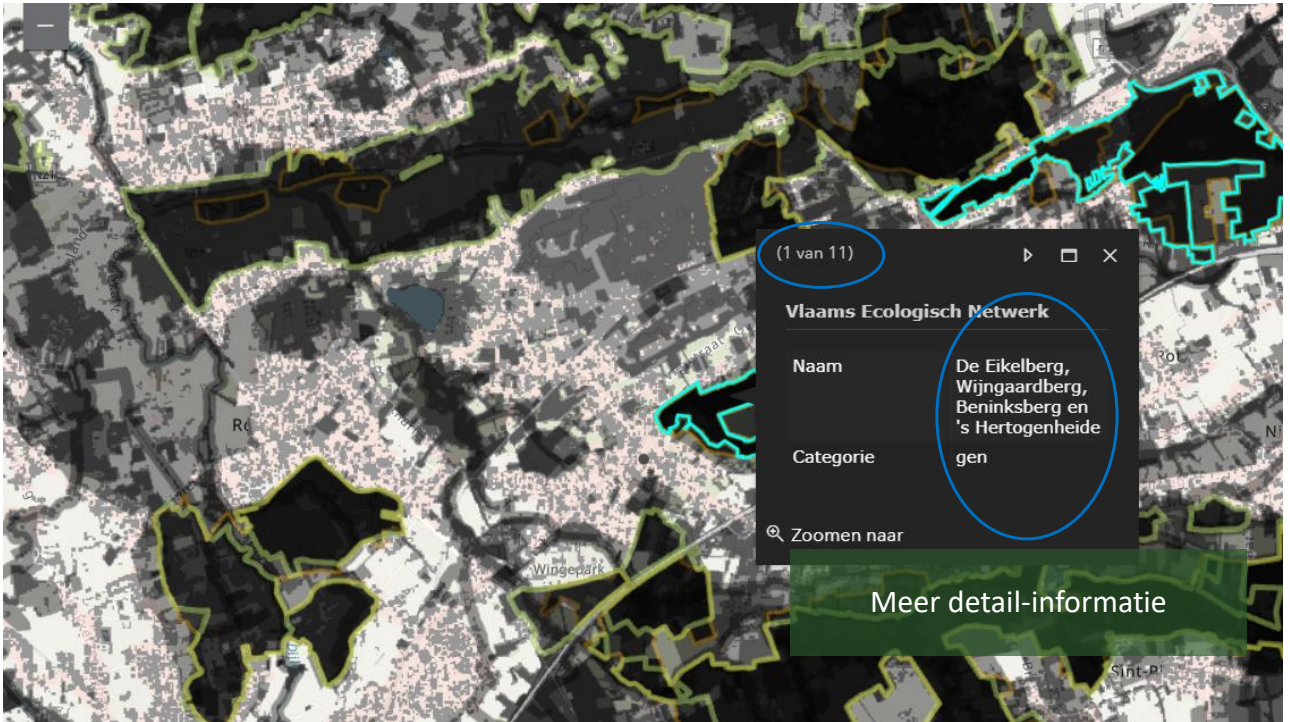 (1 van 11)
Vlaams Ecologisch Netwerk
Naam
De Eikelberg,
Wijngaardberg,
Beninksberg en
's Hertogenheide
Categorie
gen
Zoomen naar
Wingepark
Meer detail-informatie